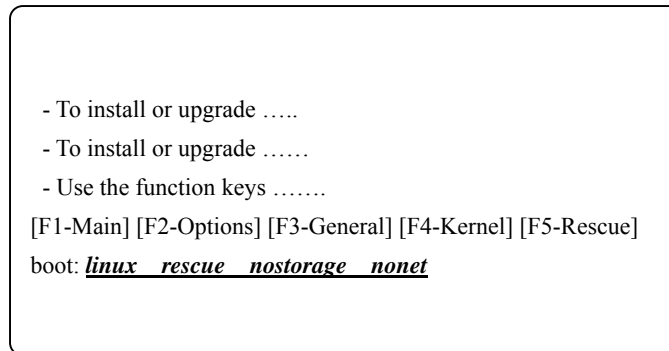 - To install or upgrade …..
- To install or upgrade ……
- Use the function keys …….
[F1-Main] [F2-Options] [F3-General] [F4-Kernel] [F5-Rescue]
boot: linux rescue nostorage nonet